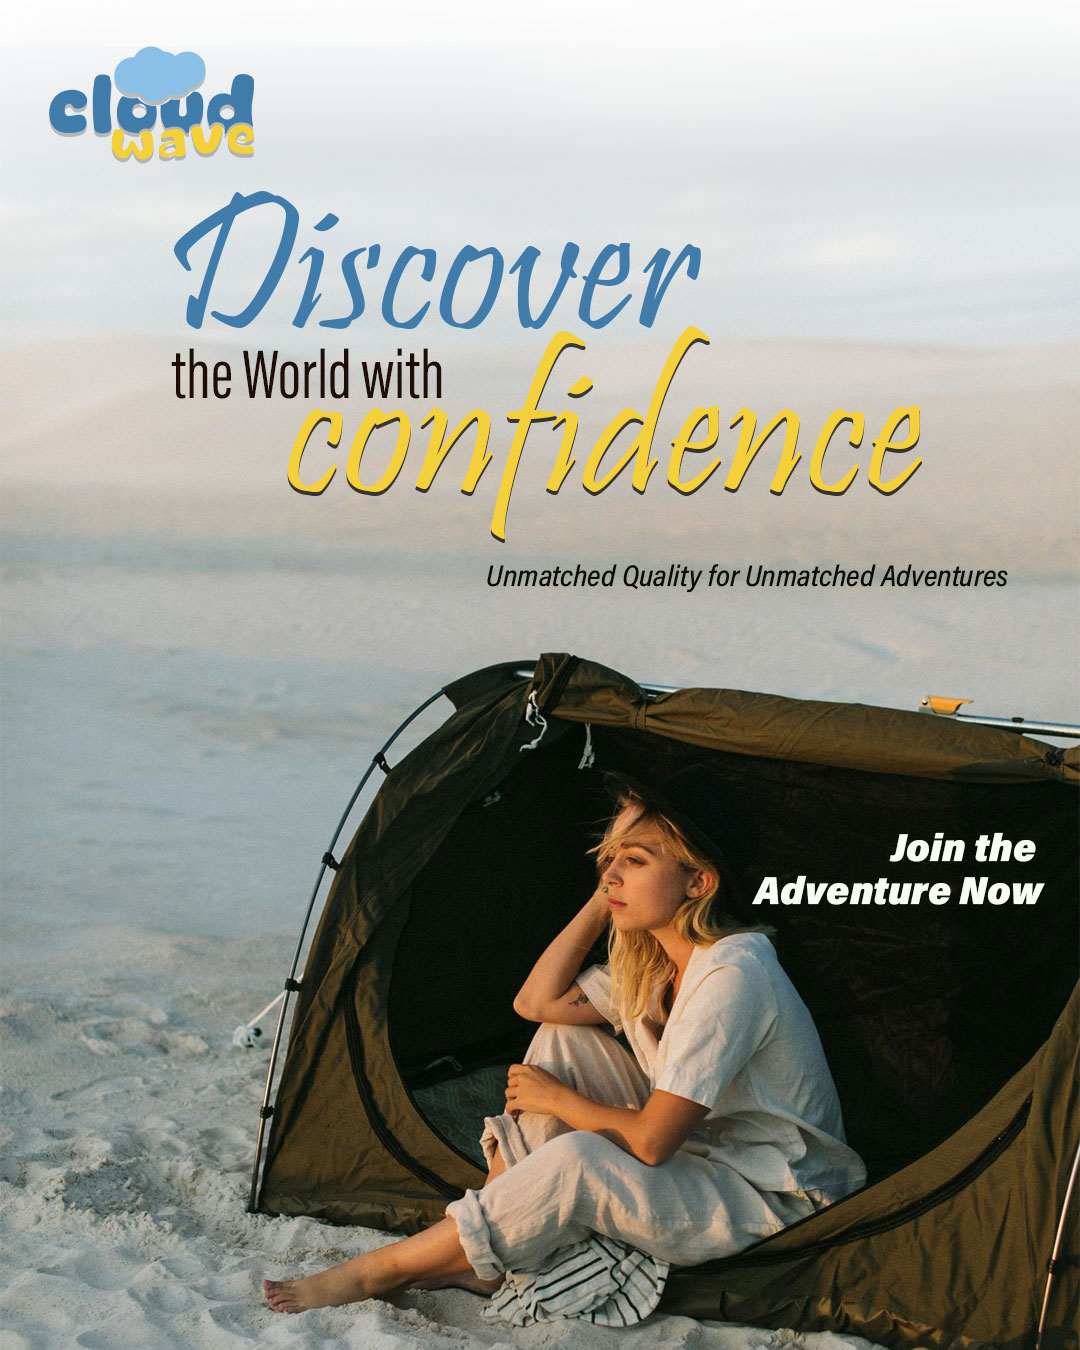 cloud
wave
Discover
the World with
confidence
Unmatched Quality for Unmatched Adventures
Join the
Adventure Now